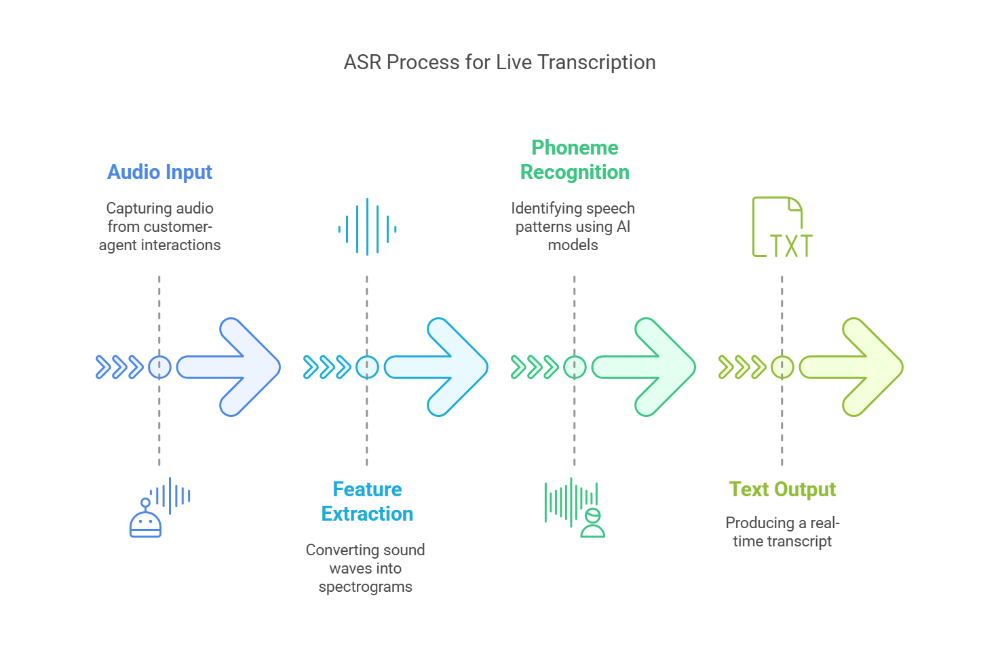 ASR Process for Live Transcription
Audio Input
Capturing audio
from customer-
agent interactions
Feature
Extraction
Converting sound
waves into
spectrograms
Phoneme
Recognition
Identifying speech
patterns using AI
models
TXT
Text Output
Producing a real-
time transcript